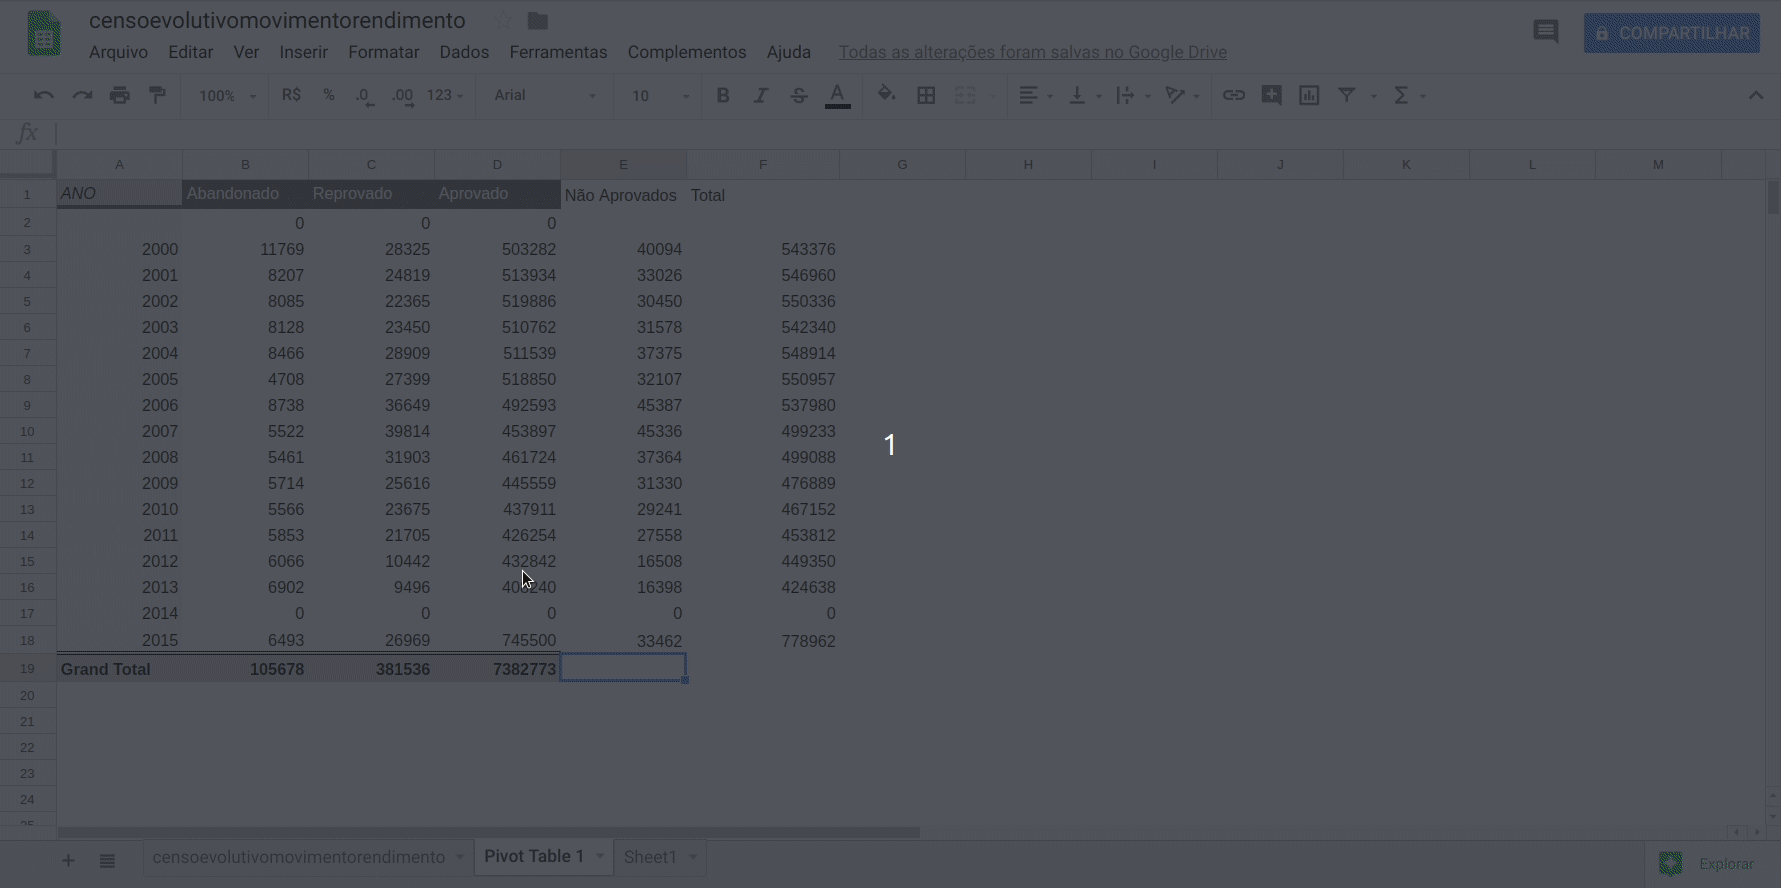 censoevolutivomovimentorendimento
Arquivo Editar Ver Inserir Formatar Dados Ferramentas Complementos Ajuda Todas as alterações foram salvas no Google Drive
COMPARTILHAR
100% R$ % .0 .00 123 Arial 10 B I S A Σ
fx
A B C D E F G H I J K L M
1 ANO Abandonado Reprovado Aprovado Não Aprovados Total
2 0 0 0
3 2000 11769 28325 503282 40094 543376
4 2001 8207 24819 513934 33026 546960
5 2002 8085 22365 519886 30450 550336
6 2003 8128 23450 510762 31578 542340
7 2004 8466 28909 511539 37375 548914
8 2005 4708 27399 518850 32107 550957
9 2006 8738 36649 492593 45387 537980
10 2007 5522 39814 453897 45336 499233
11 2008 5461 31903 461724 37364 499088
12 2009 5714 25616 445559 31330 476889
13 2010 5566 23675 437911 29241 467152
14 2011 5853 21705 426254 27558 453812
15 2012 6066 10442 432842 16508 449350
16 2013 6902 9496 16398 424638
17 2014 0 0 0 0 0
18 2015 6493 26969 745500 33462 778962
19 Grand Total 105678 381536 7382773
20
21
22
23
24
1
censoevolutivomovimentorendimento Pivot Table 1 Sheet1 Explorar